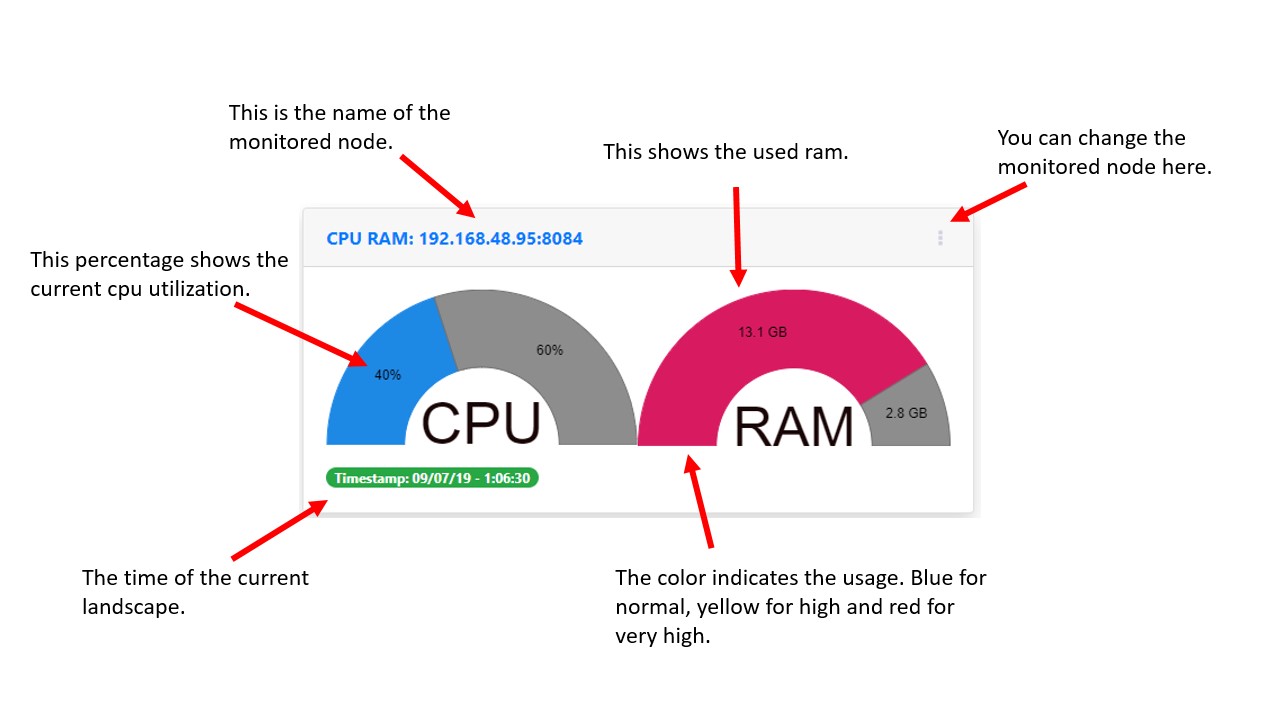 This is the name of the
monitored node.
This shows the used ram.
You can change the
monitored node here.
CPU RAM: 192.168.48.95:8084
This percentage shows the
current cpu utilization.
40%
60%
CPU
13.1 GB
2.8 GB
RAM
Timestamp: 09/07/19 - 1:06:30
The time of the current
landscape.
The color indicates the usage. Blue for
normal, yellow for high and red for
very high.